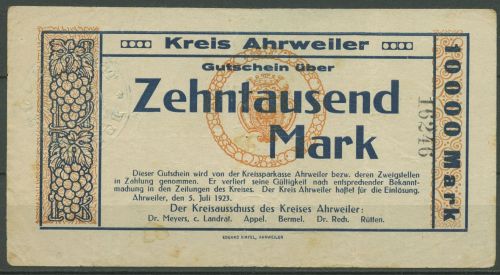 Kreis Ahrweiler
Gutschein über
Zehntausend
Mark
Dieser Gutschein wird von der Kreissparkasse Ahrweiler bezw. deren Zweigstellen
in Zahlung genommen. Er verliert seine Gültigkeit nach entsprechender Bekannt-
machung in den Zeitungen des Kreises. Der Kreis Ahrweiler haftet für die Einlösung.
Ahrweiler, den 5. Juli 1923.
Der Kreisausschuss des Kreises Ahrweiler:
Dr. Meyers, c. Landrat. Appel. Bermel. Dr. Rech. Rütten.
AHRWEILER
10000 Mark
16246